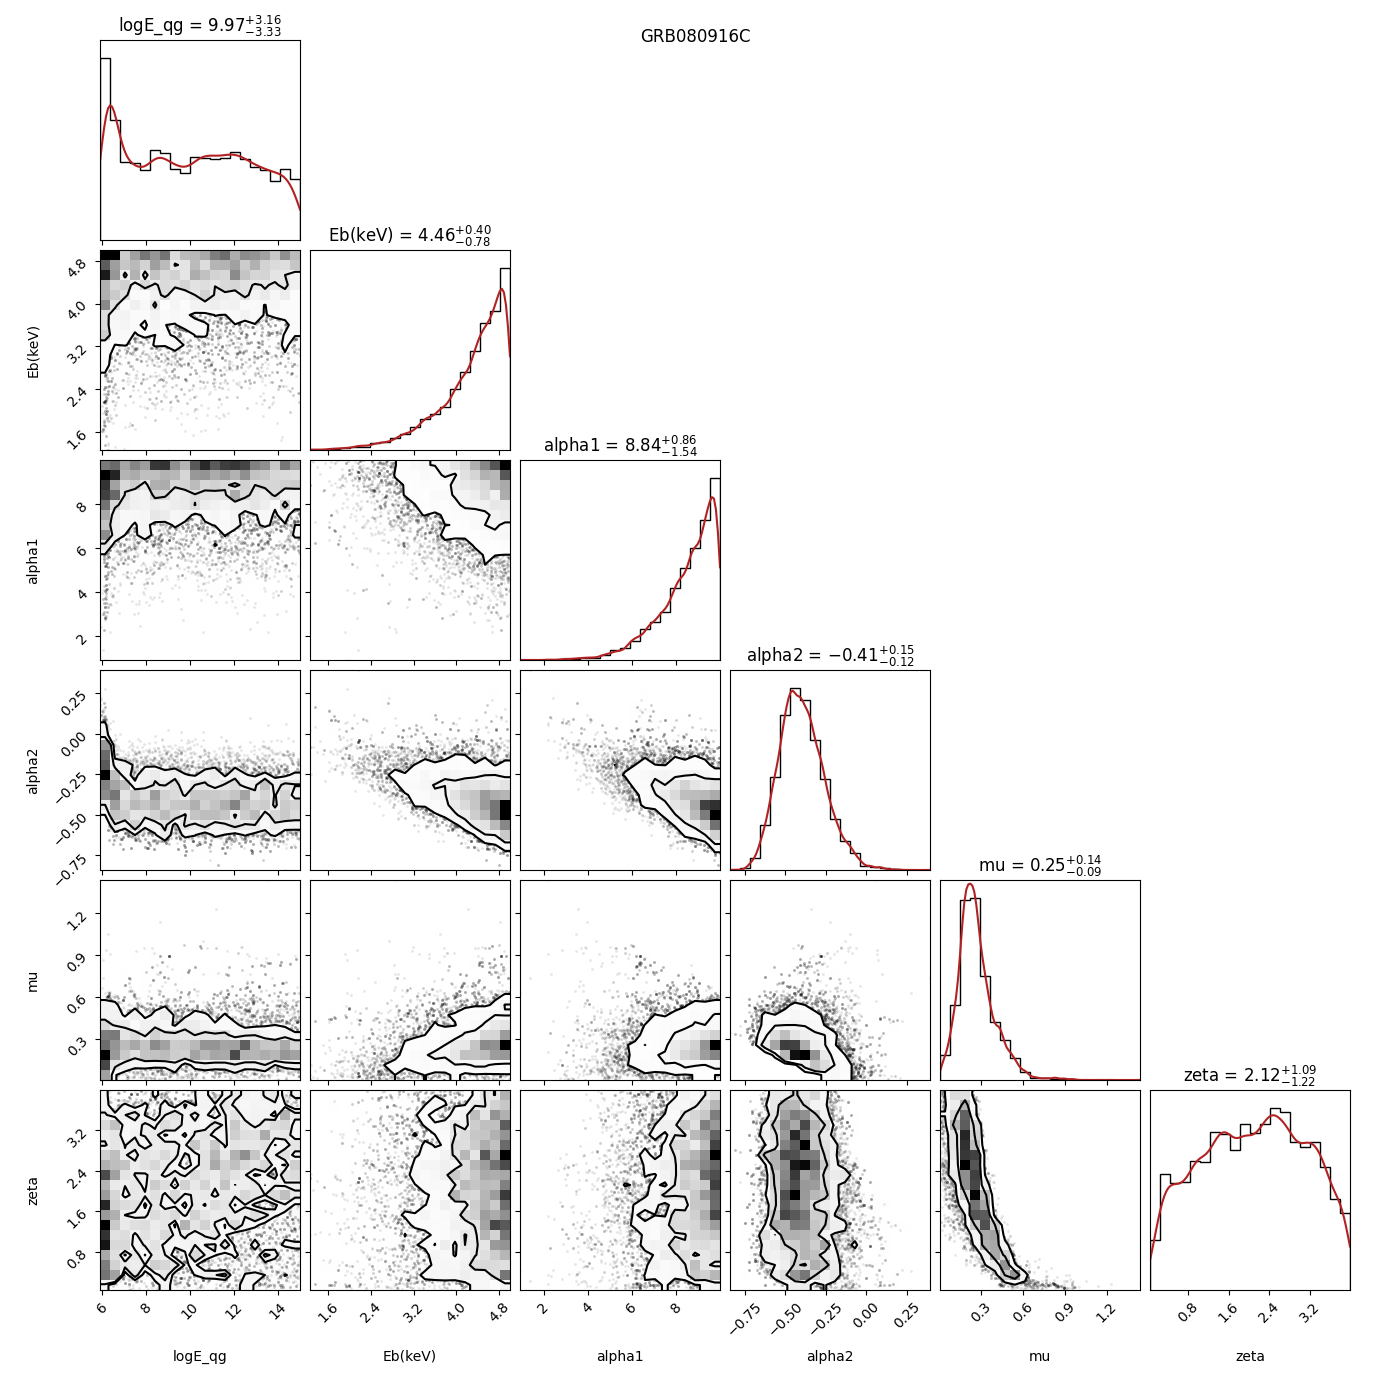 GRB080916C
logE_qg = 9.97+3.16−3.33
Eb(keV) = 4.46+0.40−0.78
4.8
4.0
3.2
2.4
1.6
Eb(keV)
alpha1 = 8.84+0.86−1.54
8
6
4
2
alpha1
alpha2 = −0.41+0.15−0.12
0.25
0.00
−0.25
−0.50
−0.75
alpha2
mu = 0.25+0.14−0.09
1.2
0.9
0.6
0.3
mu
zeta = 2.12+1.09−1.22
3.2
2.4
1.6
0.8
zeta
6 8 10 12 14 1.6 2.4 3.2 4.0 4.8 2 4 6 8 −0.75 −0.50 −0.25 0.00 0.25 0.3 0.6 0.9 1.2 0.8 1.6 2.4 3.2
logE_qg Eb(keV) alpha1 alpha2 mu zeta